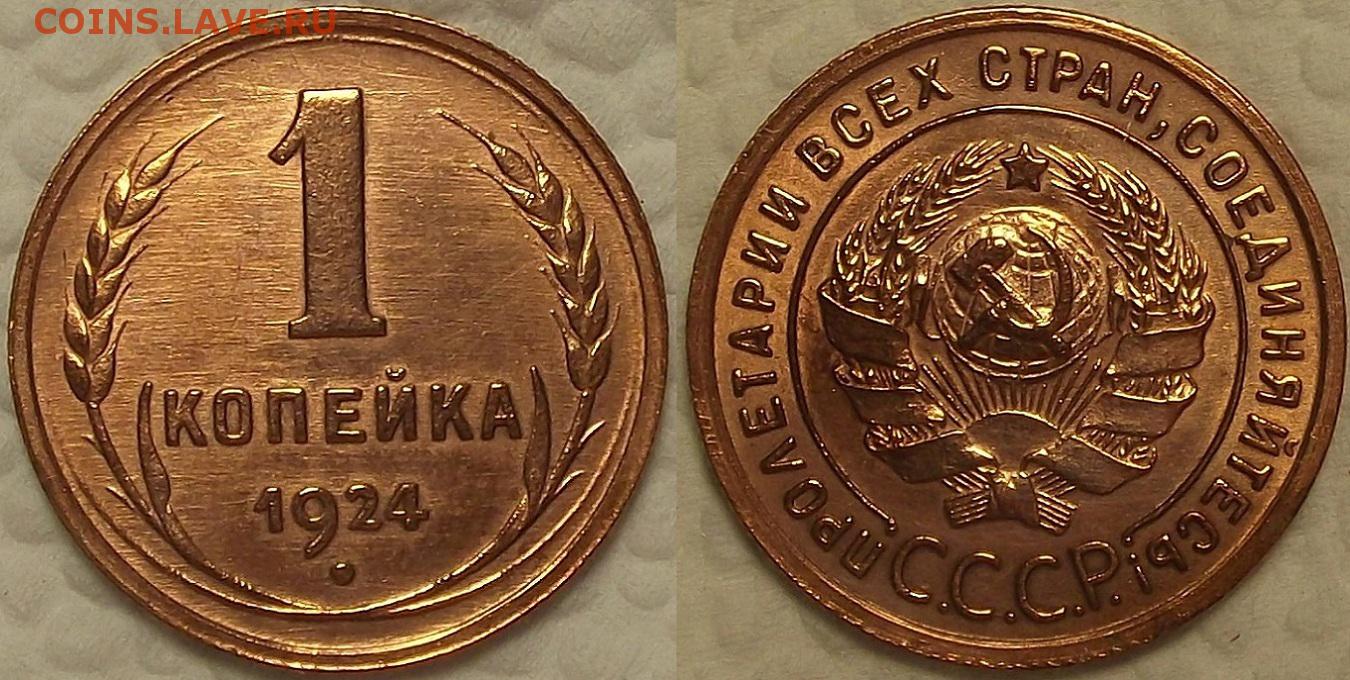 COINS.LAVE.RU
1
КОПЕЙКА
1924
ПРОЛЕТАРИИ ВСЕХ СТРАН, СОЕДИНЯЙТЕСЬ!
С.С.С.Р.